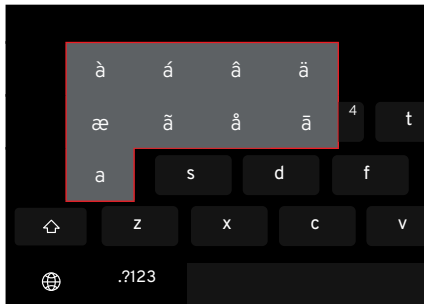 à á â ä
æ ã å ā 4 t
a s d f
z x c v
.?123